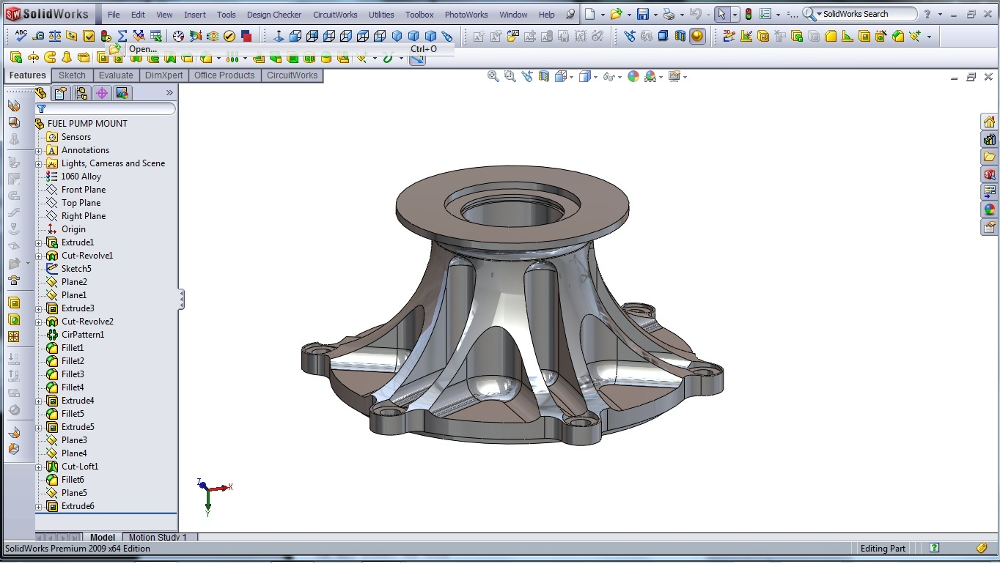 SolidWorks File Edit View Insert Tools Design Checker CircuitWorks Utilities Toolbox PhotoWorks Window Help SolidWorks Search
ABC
Open... Ctrl+O
Features Sketch Evaluate DimXpert Office Products CircuitWorks
FUEL PUMP MOUNT
Sensors
Annotations
Lights, Cameras and Scene
1060 Alloy
Front Plane
Top Plane
Right Plane
Origin
Extrude1
Cut-Revolve1
Sketch5
Plane2
Plane1
Extrude3
Cut-Revolve2
CirPattern1
Fillet1
Fillet2
Fillet3
Fillet4
Extrude4
Fillet5
Extrude5
Plane3
Plane4
Cut-Loft1
Fillet6
Plane5
Extrude6
Z
X
Y
Model Motion Study 1
SolidWorks Premium 2009 x64 Edition Editing Part